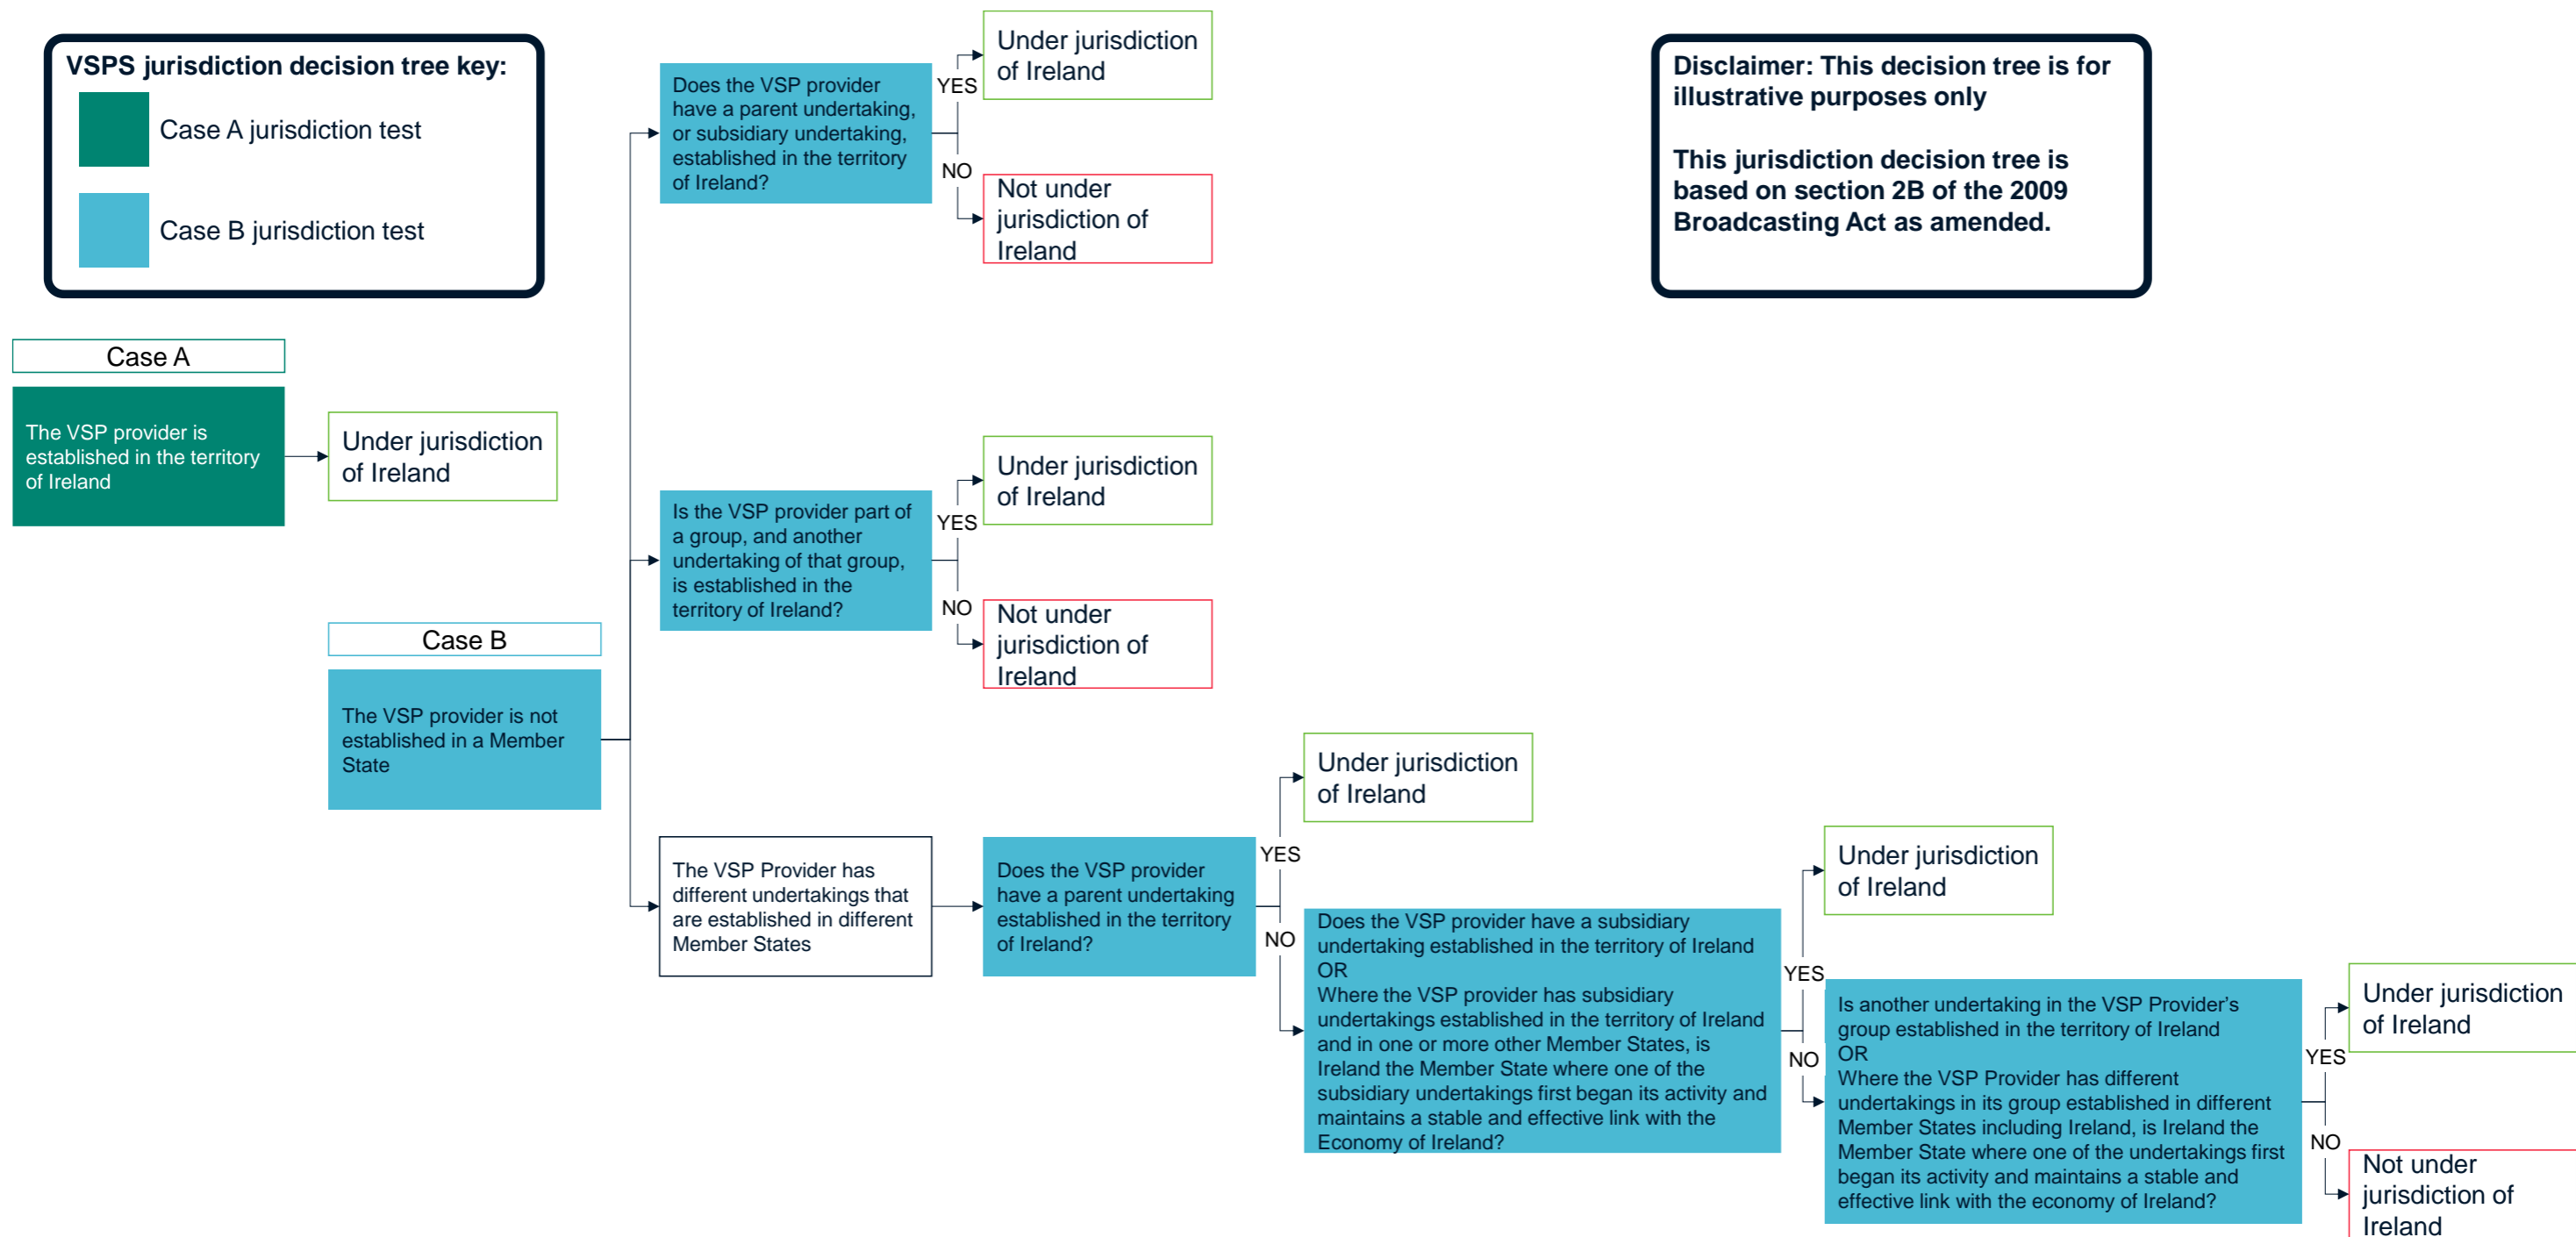 VSPS jurisdiction decision tree key:
Case A jurisdiction test
Case B jurisdiction test
Disclaimer: This decision tree is for
illustrative purposes only
This jurisdiction decision tree is
based on section 2B of the 2009
Broadcasting Act as amended.
Case A
The VSP provider is
established in the territory
of Ireland
Under jurisdiction
of Ireland
Case B
The VSP provider is not
established in a Member
State
Does the VSP provider
have a parent undertaking,
or subsidiary undertaking,
established in the territory
of Ireland?
YES
Under jurisdiction
of Ireland
NO
Not under
jurisdiction of
Ireland
Is the VSP provider part of
a group, and another
undertaking of that group,
is established in the
territory of Ireland?
YES
Under jurisdiction
of Ireland
NO
Not under
jurisdiction of
Ireland
The VSP Provider has
different undertakings that
are established in different
Member States
Does the VSP provider
have a parent undertaking
established in the territory
of Ireland?
YES
Under jurisdiction
of Ireland
NO
Does the VSP provider have a subsidiary
undertaking established in the territory of Ireland
OR
Where the VSP provider has subsidiary
undertakings established in the territory of Ireland
and in one or more other Member States, is
Ireland the Member State where one of the
subsidiary undertakings first began its activity and
maintains a stable and effective link with the
Economy of Ireland?
YES
Under jurisdiction
of Ireland
NO
Is another undertaking in the VSP Provider’s
group established in the territory of Ireland
OR
Where the VSP Provider has different
undertakings in its group established in different
Member States including Ireland, is Ireland the
Member State where one of the undertakings first
began its activity and maintains a stable and
effective link with the economy of Ireland?
YES
Under jurisdiction
of Ireland
NO
Not under
jurisdiction of
Ireland